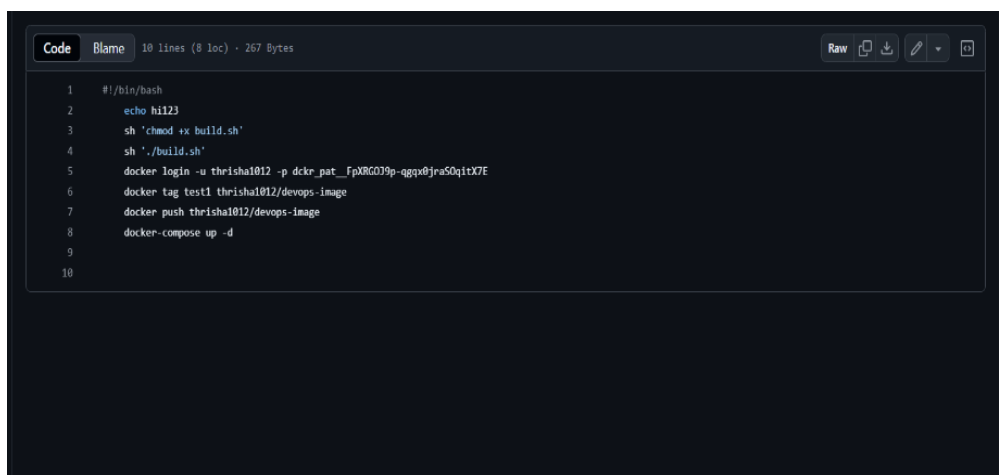 Code Blame 10 lines (8 loc) · 267 Bytes Raw
1 #!/bin/bash
2 echo hi123
3 sh 'chmod +x build.sh'
4 sh './build.sh'
5 docker login -u thrisha1012 -p
6 docker tag test1 thrisha1012/devops-image
7 docker push thrisha1012/devops-image
8 docker-compose up -d
9
10